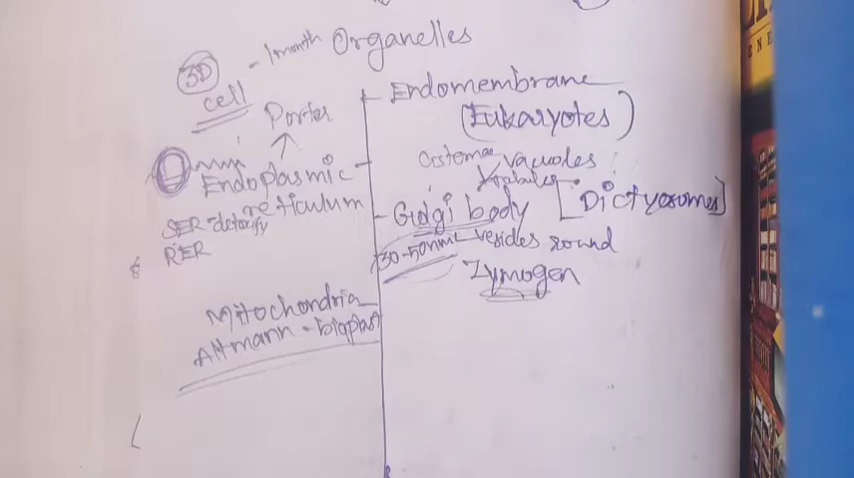 3D
cell
- 1 month Organelles
Endomembrane
(Eukaryotes)
Porter
Endoplasmic
reticulum
SER - detoxify
RER
Cisternae, vacuoles
Golgi body [Dictyosomes]
30-50nm vesicles round
Zymogen
Mitochondria
Altmann - bioplast
ENE